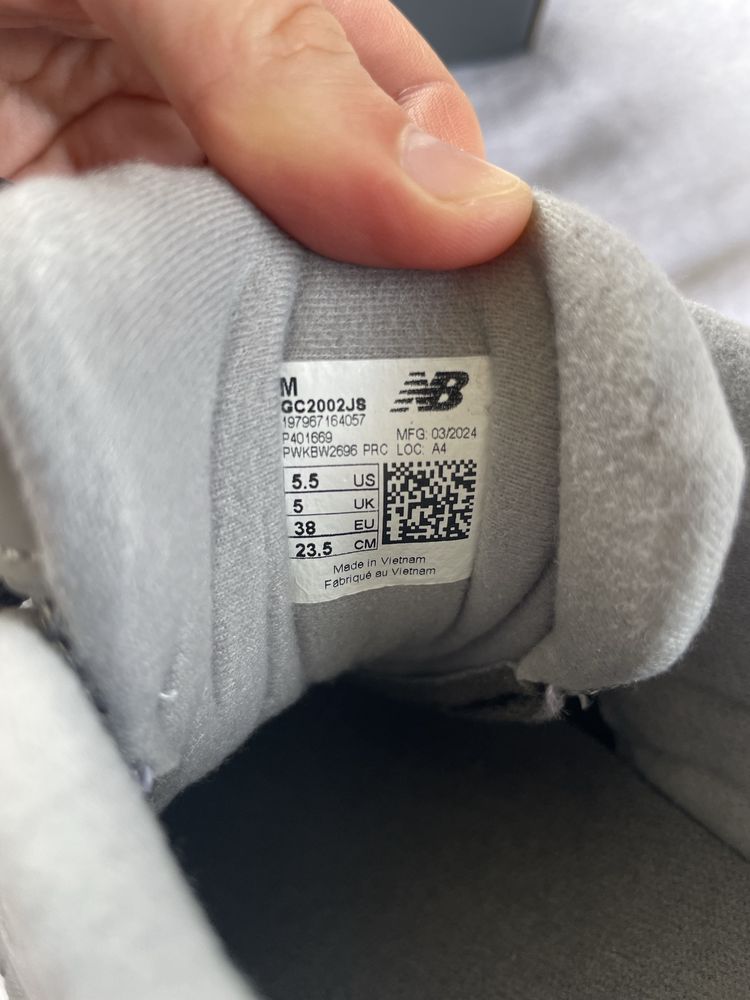 M
NB
GC2002JS
197967164057
P401669 MFG: 03/2024
PWKBW2696 PRC LOC: A4
5.5 US
5 UK
38 EU
23.5 CM
Made in Vietnam
Fabriqué au Vietnam